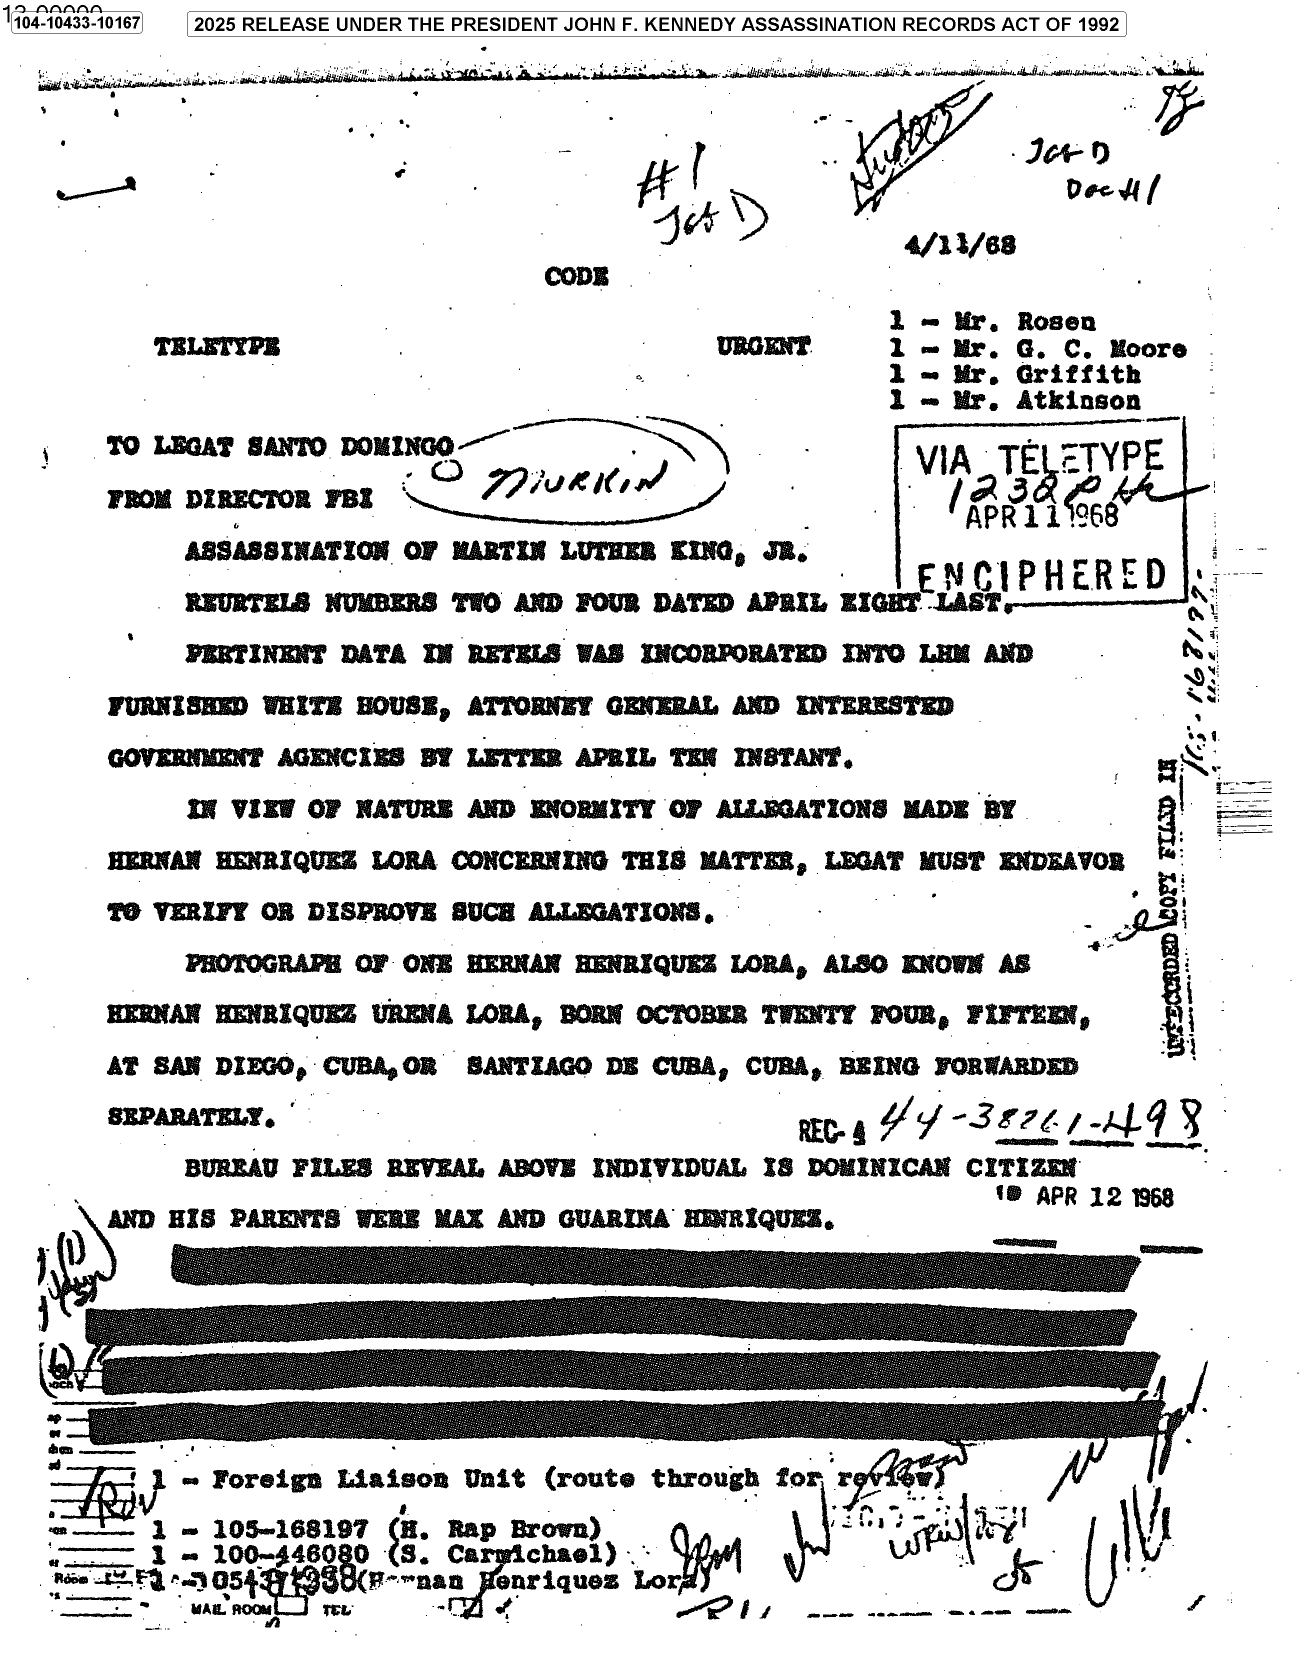 104-10433-10167
2025 RELEASE UNDER THE PRESIDENT JOHN F. KENNEDY ASSASSINATION RECORDS ACT OF 1992
#1
Jct D
Jct D
Doc #1
4/11/68
CODE
TELETYPE URGENT
1 - Mr. Rosen
1 - Mr. G. C. Moore
1 - Mr. Griffith
1 - Mr. Atkinson
TO LEGAT SANTO DOMINGO
MURKIN
FROM DIRECTOR FBI
VIA TELETYPE
APR 11 1968
ENCIPHERED
ASSASSINATION OF MARTIN LUTHER KING, JR.
REURTELS NUMBERS TWO AND FOUR DATED APRIL EIGHT LAST.
PERTINENT DATA IN RETELS WAS INCORPORATED INTO LHM AND
FURNISHED WHITE HOUSE, ATTORNEY GENERAL AND INTERESTED
GOVERNMENT AGENCIES BY LETTER APRIL TEN INSTANT.
IN VIEW OF NATURE AND ENORMITY OF ALLEGATIONS MADE BY
HERNAN HENRIQUEZ LORA CONCERNING THIS MATTER, LEGAT MUST ENDEAVOR
TO VERIFY OR DISPROVE SUCH ALLEGATIONS.
PHOTOGRAPH OF ONE HERNAN HENRIQUEZ LORA, ALSO KNOWN AS
HERNAN HENRIQUEZ URENA LORA, BORN OCTOBER TWENTY FOUR, FIFTEEN,
AT SAN DIEGO, CUBA, OR SANTIAGO DE CUBA, CUBA, BEING FORWARDED
SEPARATELY.
REC- 4 44-38861-498
BUREAU FILES REVEAL ABOVE INDIVIDUAL IS DOMINICAN CITIZEN
10 APR 12 1968
AND HIS PARENTS WERE MAX AND GUARINA HENRIQUEZ.
UNRECORDED COPY FILED IN
105-168197-
1 - Foreign Liaison Unit (route through for review)
1 - 105-168197 (H. Rap Brown)
1 - 100-446080 (S. Carmichael)
Henriquez Lora)
MAIL ROOM